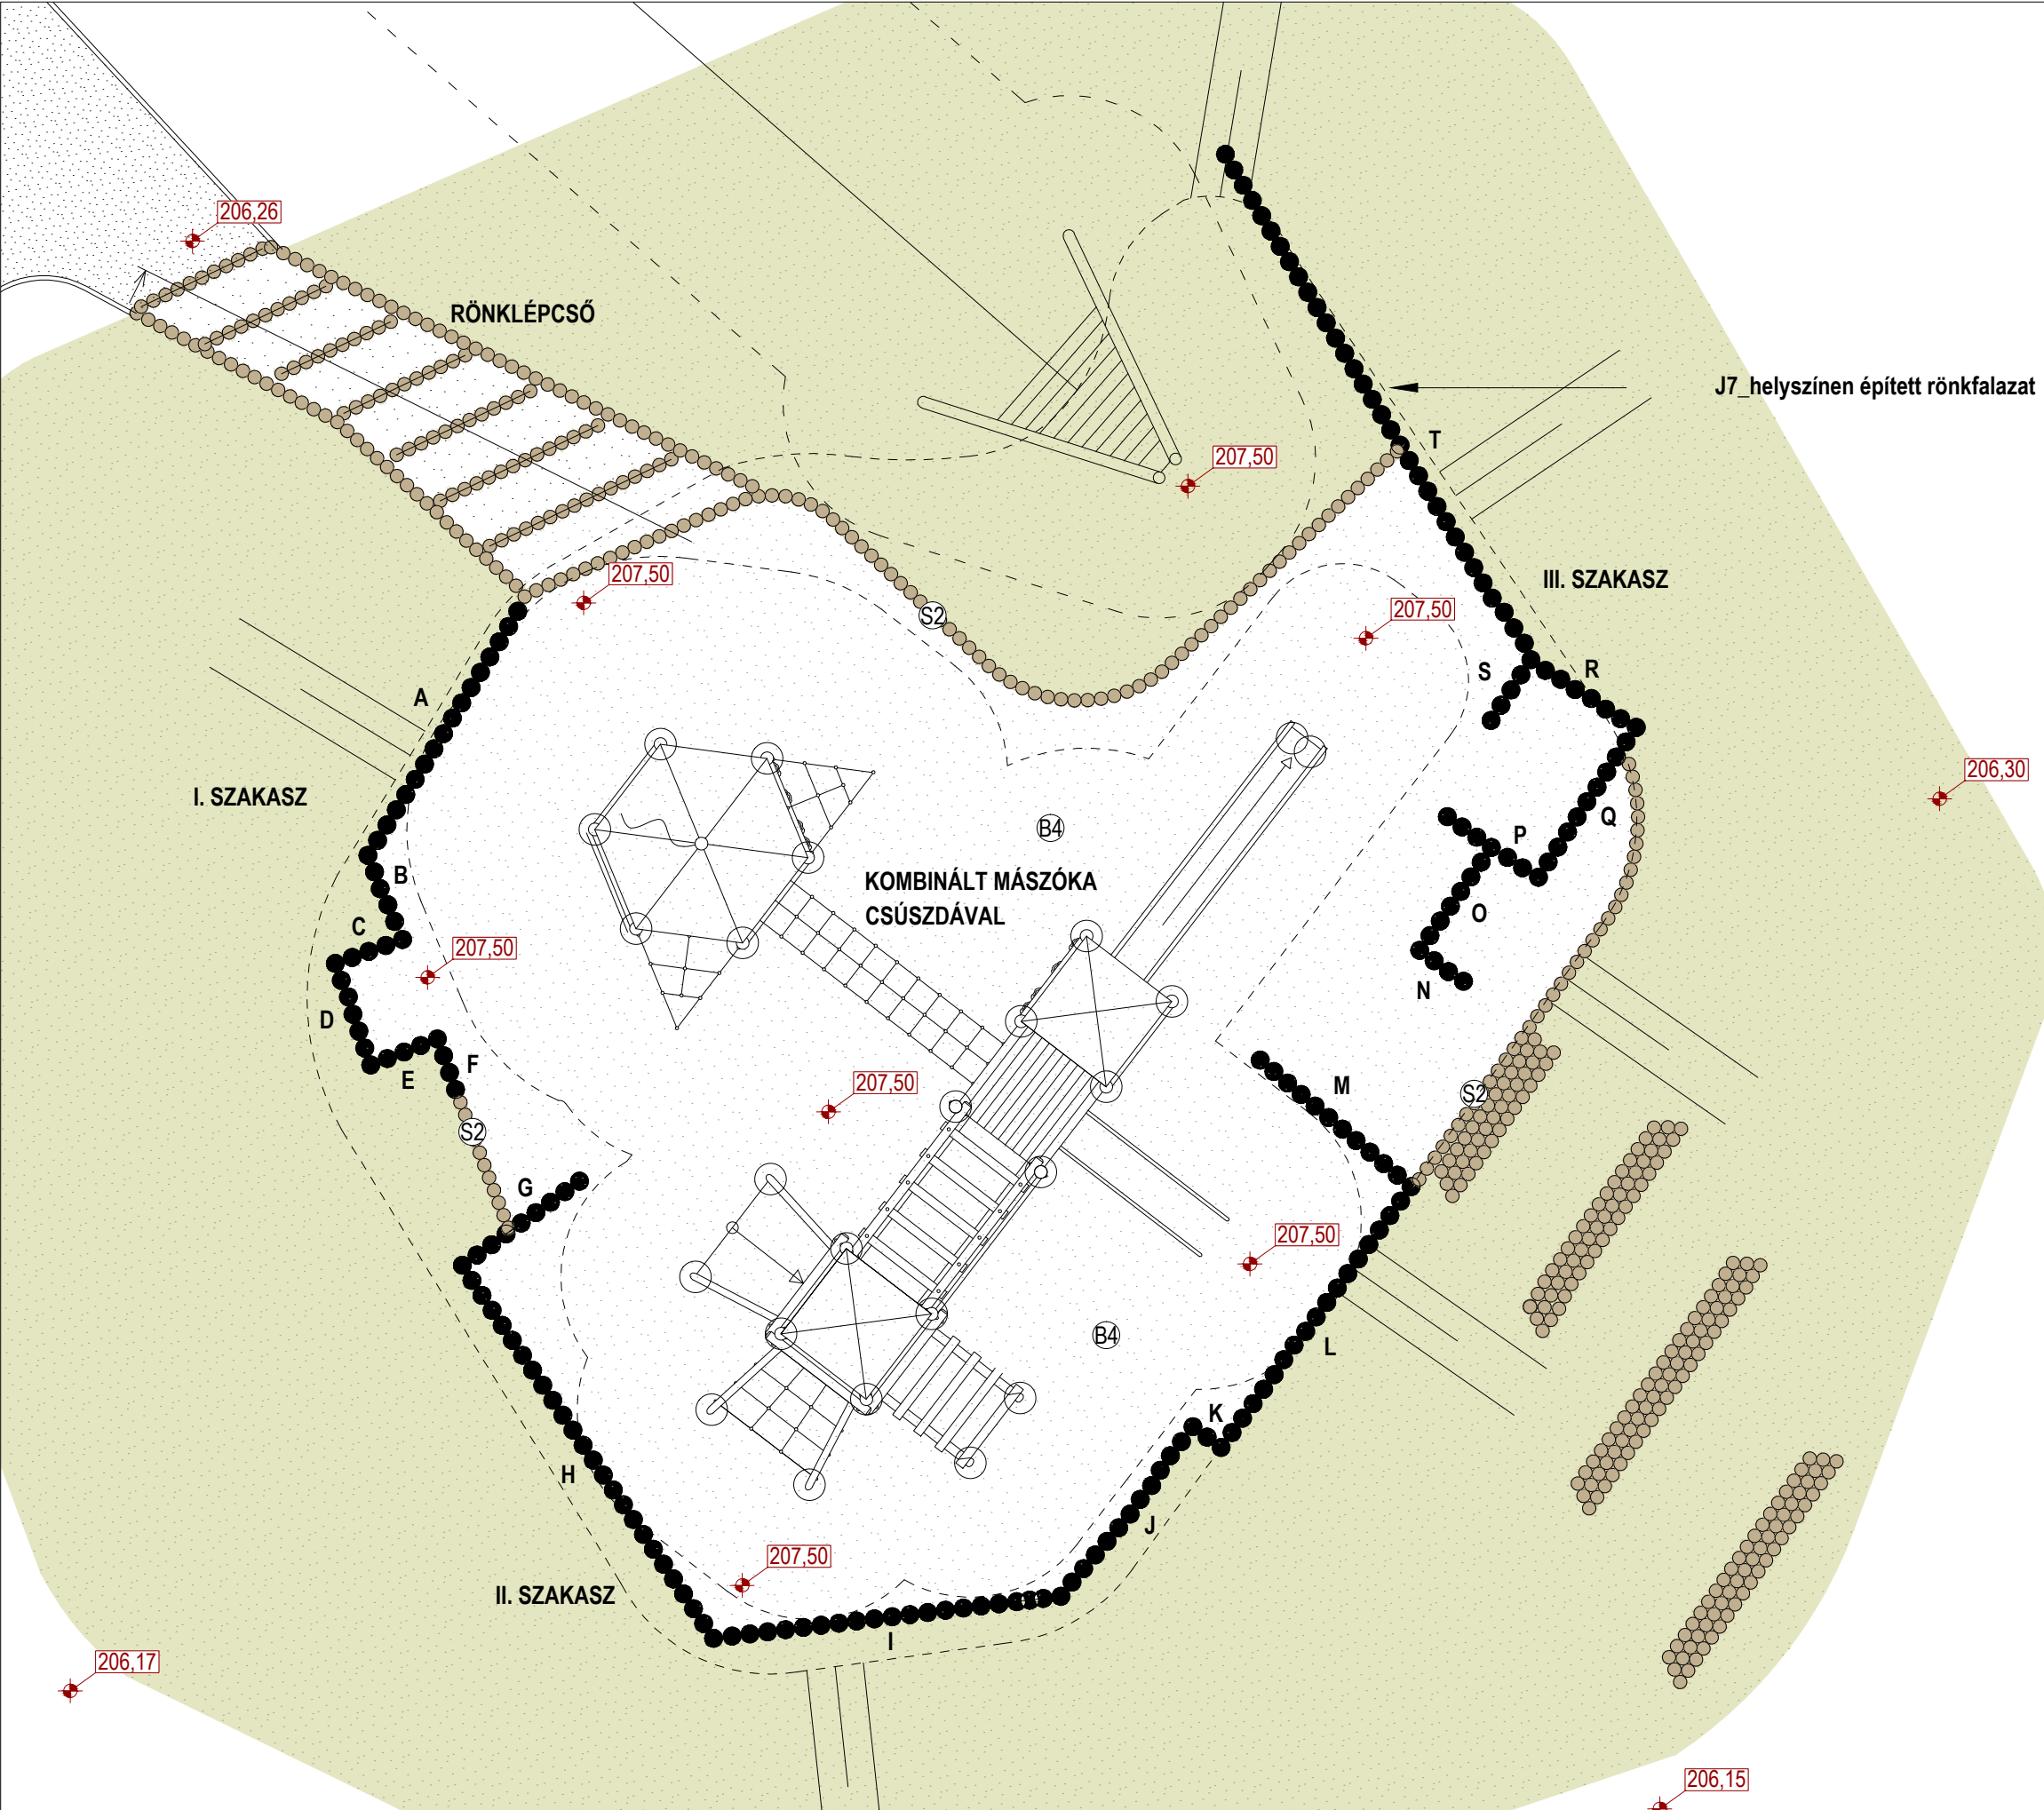 206,26
RÖNKLÉPCSŐ
J7_helyszínen épített rönkfalazat
T
207,50
207,50
III. SZAKASZ
207,50
S2
S
R
A
I. SZAKASZ
206,30
B4
Q
P
B
KOMBINÁLT MÁSZÓKA
CSÚSZDÁVAL
C
O
207,50
N
D
F
E
207,50
M
S2
S2
G
207,50
B4
L
K
H
J
207,50
II. SZAKASZ
I
206,17
206,15